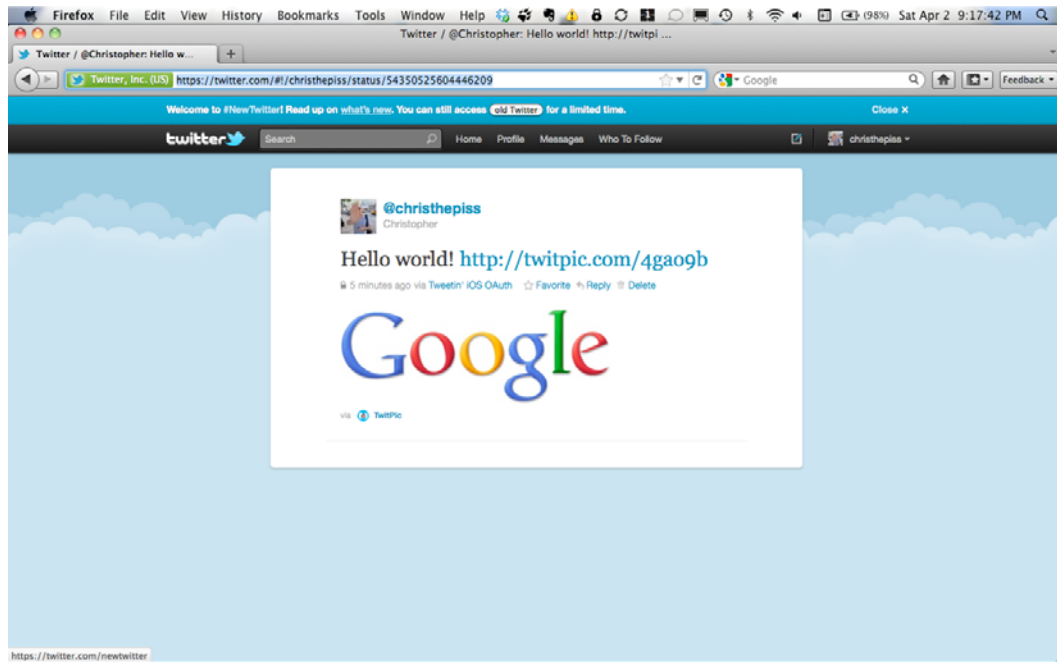 Firefox File Edit View History Bookmarks Tools Window Help (98%) Sat Apr 2 9:17:42 PM
Twitter / @Christopher: Hello world! http://twitpi ...
Twitter / @Christopher: Hello w... +
Twitter, Inc. (US) https://twitter.com/#!/christhepiss/status/54350525604446209 Google Feedback
Welcome to #NewTwitter! Read up on what's new. You can still access old Twitter for a limited time. Close X
twitter Search Home Profile Messages Who To Follow christhepiss
@christhepiss
Christopher
Hello world! http://twitpic.com/4gao9b
5 minutes ago via Tweetin' iOS OAuth Favorite Reply Delete
Google
via TwitPic
https://twitter.com/newtwitter